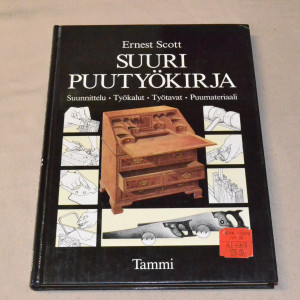 Ernest Scott
SUURI
PUUTYÖKIRJA
Suunnittelu • Työkalut • Työtavat • Puumateriaali
Tammi